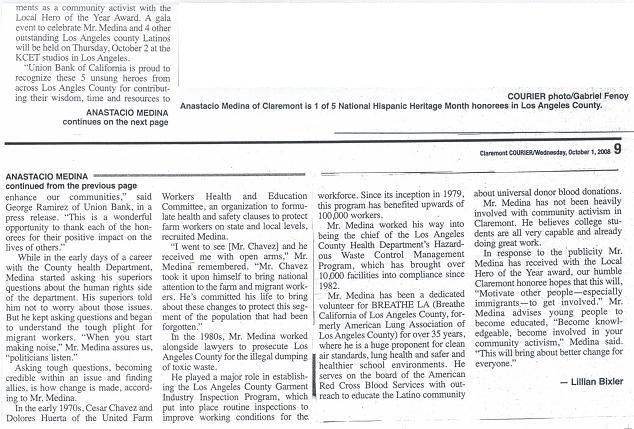 ments as a community activist with the
Local Hero of the Year Award. A gala
event to celebrate Mr. Medina and 4 other
outstanding Los Angeles county Latinos
will be held on Thursday, October 2 at the
KCET studios in Los Angeles.
“Union Bank of California is proud to
recognize these 5 unsung heroes from
across Los Angles County for contribut-
ing their wisdom, time and resources to
ANASTACIO MEDINA
continues on the next page
COURIER photo/Gabriel Fenoy
Anastacio Medina of Claremont is 1 of 5 National Hispanic Heritage Month honorees in Los Angeles County.
Claremont COURIER/Wednesday, October 1, 2008 9
ANASTACIO MEDINA
continued from the previous page
enhance our communities,” said
George Ramirez of Union Bank, in a
press release. “This is a wonderful
opportunity to thank each of the hon-
orees for their positive impact on the
lives of others.”
While in the early days of a career
with the County health Department,
Medina started asking his superiors
questions about the human rights side
of the department. His superiors told
him not to worry about those issues.
But he kept asking questions and began
to understand the tough plight for
migrant workers. “When you start
making noise,” Mr. Medina assures us,
“politicians listen.”
Asking tough questions, becoming
credible within an issue and finding
allies, is how change is made, accord-
ing to Mr. Medina.
In the early 1970s, Cesar Chavez and
Dolores Huerta of the United Farm
Workers Health and Education
Committee, an organization to formu-
late health and safety clauses to protect
farm workers on state and local levels,
recruited Medina.
“I went to see [Mr. Chavez] and he
received me with open arms,” Mr.
Medina remembered. “Mr. Chavez
took it upon himself to bring national
attention to the farm and migrant work-
ers. He’s committed his life to bring
about these changes to protect this seg-
ment of the population that had been
forgotten.”
In the 1980s, Mr. Medina worked
alongside lawyers to prosecute Los
Angeles County for the illegal dumping
of toxic waste.
He played a major role in establish-
ing the Los Angeles County Garment
Industry Inspection Program, which
put into place routine inspections to
improve working conditions for the
workforce. Since its inception in 1979,
this program has benefited upwards of
100,000 workers.
Mr. Medina worked his way into
being the chief of the Los Angeles
County Health Department’s Hazard-
ous Waste Control Management
Program, which has brought over
10,000 facilities into compliance since
1982.
Mr. Medina has been a dedicated
volunteer for BREATHE LA (Breathe
California of Los Angeles County, for-
merly American Lung Association of
Los Angeles County) for over 35 years,
where he is a huge proponent for clean
air standards, lung health and safer and
healthier school environments. He
serves on the board of the American
Red Cross Blood Services with out-
reach to educate the Latino community
about universal donor blood donations.
Mr. Medina has not been heavily
involved with community activism in
Claremont. He believes college stu-
dents are all very capable and already
doing great work.
In response to the publicity Mr.
Medina has received with the Local
Hero of the Year award, our humble
Claremont honoree hopes that this will,
“Motivate other people—especially
immigrants—to get involved.” Mr.
Medina advises young people to
become educated, “Become knowl-
edgeable, become involved in your
community activism,” Medina said.
“This will bring about better change for
everyone.”
— Lillian Bixler